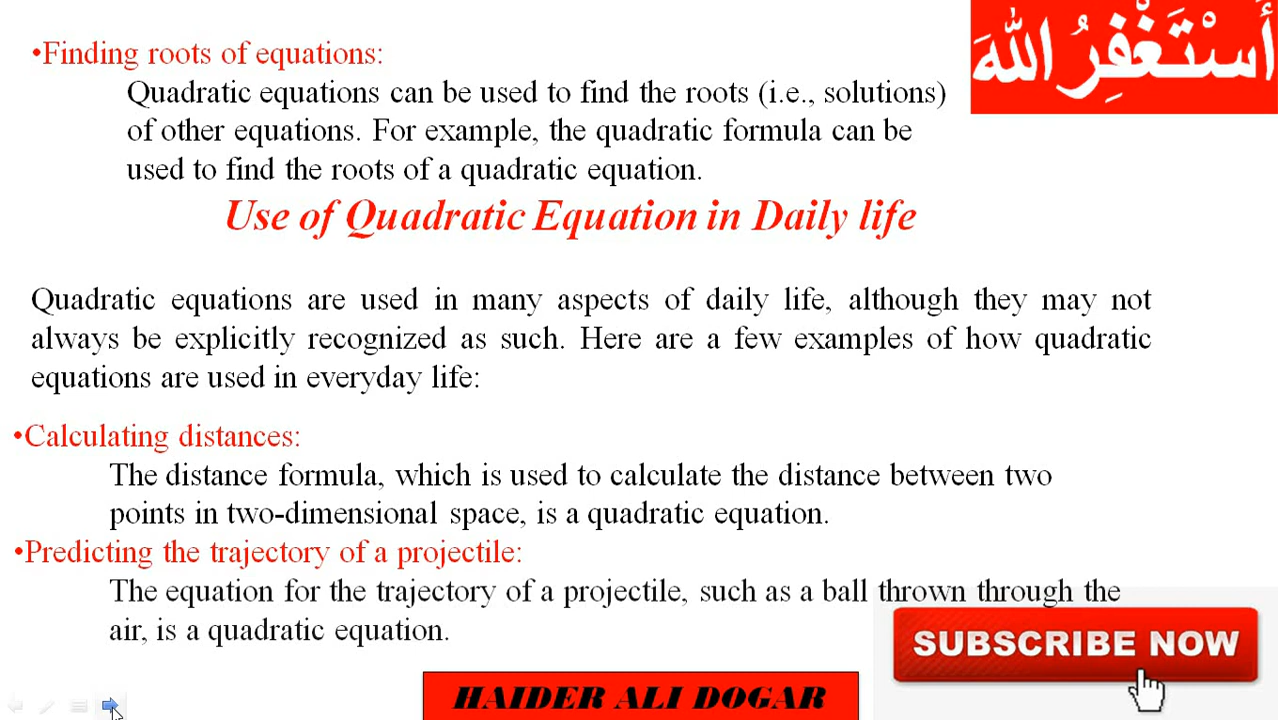 •Finding roots of equations:
أَسْتَغْفِرُ اللهَ
Quadratic equations can be used to find the roots (i.e., solutions)
of other equations. For example, the quadratic formula can be
used to find the roots of a quadratic equation.
Use of Quadratic Equation in Daily life
Quadratic equations are used in many aspects of daily life, although they may not
always be explicitly recognized as such. Here are a few examples of how quadratic
equations are used in everyday life:
•Calculating distances:
The distance formula, which is used to calculate the distance between two
points in two-dimensional space, is a quadratic equation.
•Predicting the trajectory of a projectile:
The equation for the trajectory of a projectile, such as a ball thrown through the
air, is a quadratic equation.
SUBSCRIBE NOW
HAIDER ALI DOGAR